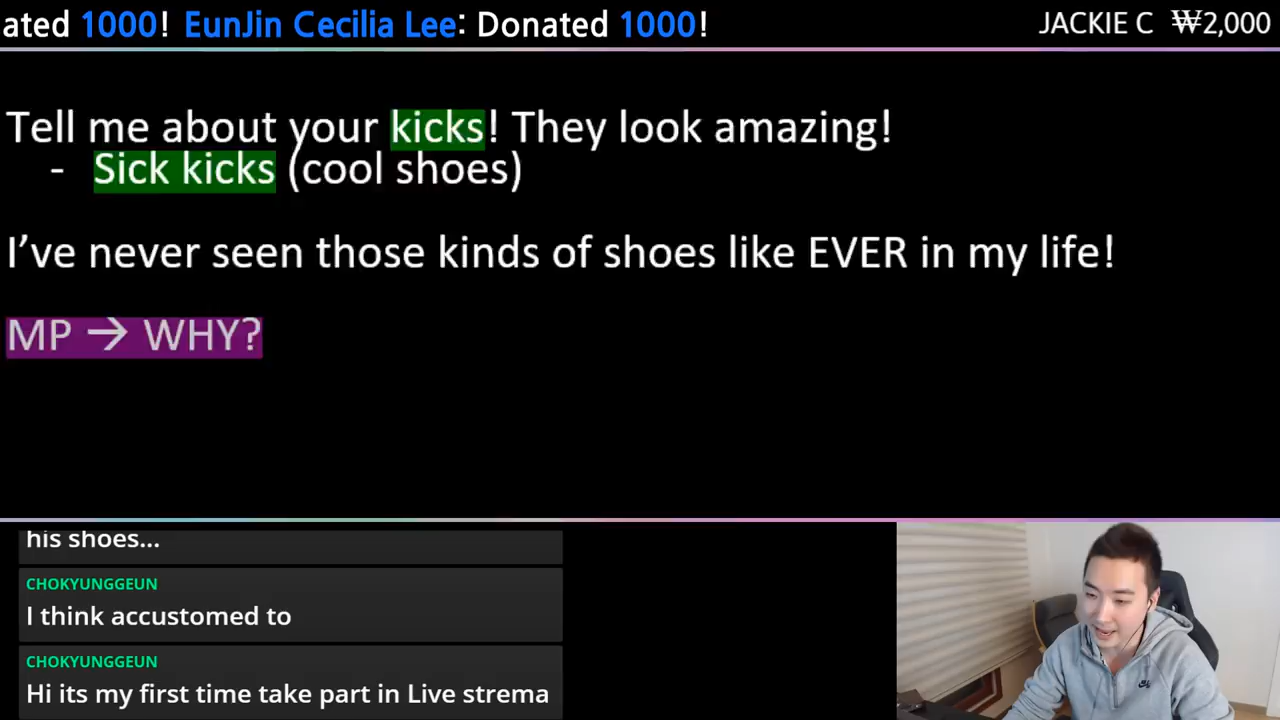 ated 1000! EunJin Cecilia Lee: Donated 1000!
JACKIE C ₩2,000
Tell me about your kicks! They look amazing!
- Sick kicks (cool shoes)
I've never seen those kinds of shoes like EVER in my life!
MP → WHY?
his shoes...
CHOKYUNGGEUN
I think accustomed to
CHOKYUNGGEUN
Hi its my first time take part in Live strema